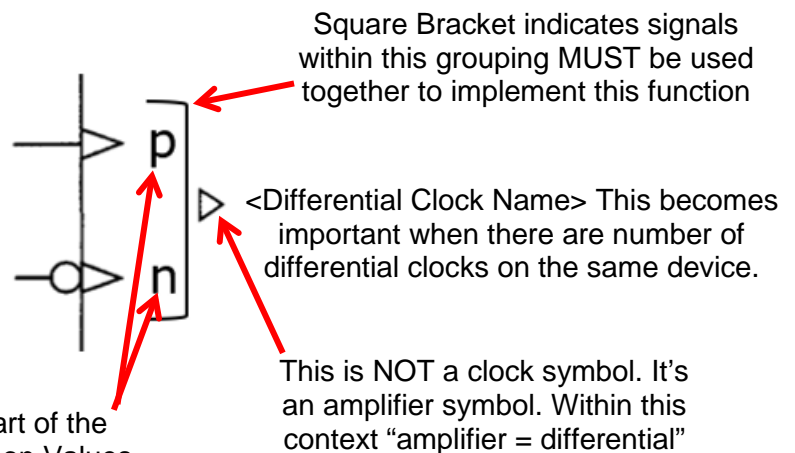 Square Bracket indicates signals
within this grouping MUST be used
together to implement this function
p
<Differential Clock Name> This becomes
important when there are number of
differential clocks on the same device.
n
This is NOT a clock symbol. It's
an amplifier symbol. Within this
context “amplifier = differential”
art of the
on Values